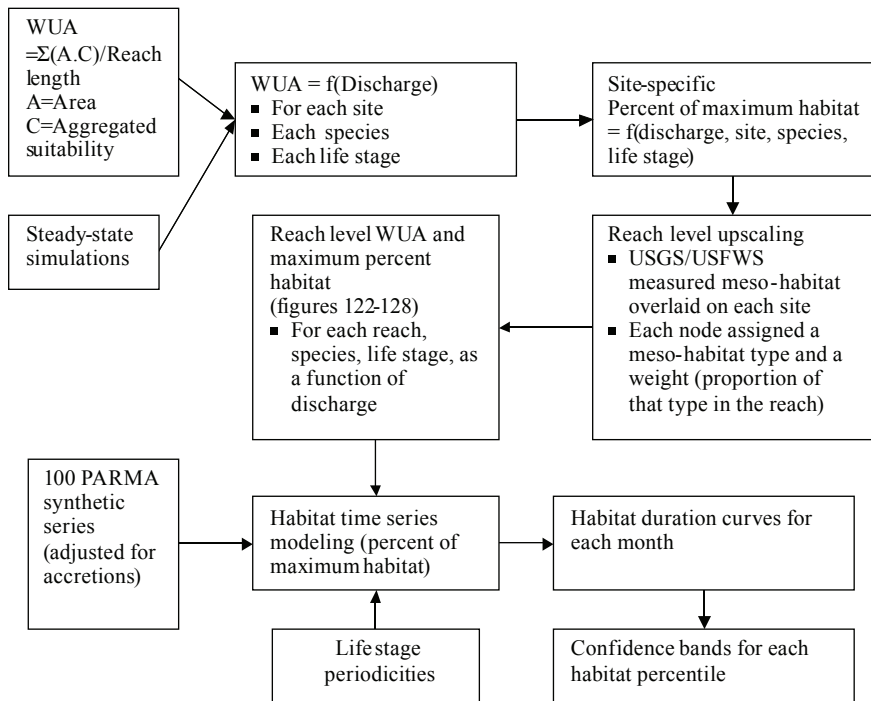 WUA
=Σ(A.C)/Reach
length
A=Area
C=Aggregated
suitability
WUA = f(Discharge)
▪ For each site
▪ Each species
▪ Each life stage
Site-specific
Percent of maximum habitat
= f(discharge, site, species,
life stage)
Steady-state
simulations
Reach level WUA and
maximum percent
habitat
(figures 122-128)
▪ For each reach,
species, life stage, as
a function of
discharge
Reach level upscaling
▪ USGS/USFWS
measured meso-habitat
overlaid on each site
▪ Each node assigned a
meso-habitat type and a
weight (proportion of
that type in the reach)
100 PARMA
synthetic
series
(adjusted for
accretions)
Habitat time series
modeling (percent of
maximum habitat)
Habitat duration curves for
each month
Life stage
periodicities
Confidence bands for each
habitat percentile